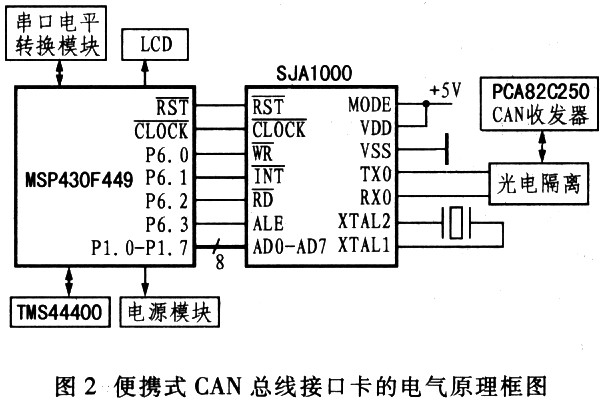 串口电平
转换模块
LCD
SJA1000
+5V
PCA82C250
CAN收发器
MSP430F449
RST
CLOCK
P6.0
P6.1
P6.2
P6.3
P1.0-P1.7
8
RST
CLOCK
WR
INT
RD
ALE
AD0-AD7
MODE
VDD
VSS
TX0
RX0
XTAL2
XTAL1
光电隔离
TMS44400
电源模块
图 2 便携式 CAN 总线接口卡的电气原理框图